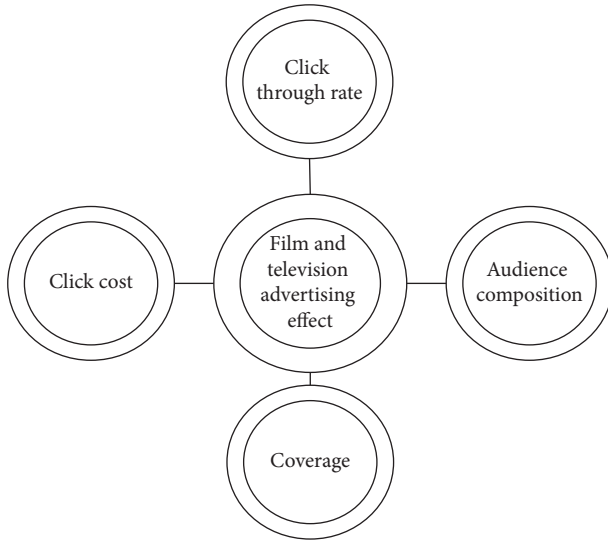 Click
through rate
Click cost
Film and
television
advertising
effect
Audience
composition
Coverage